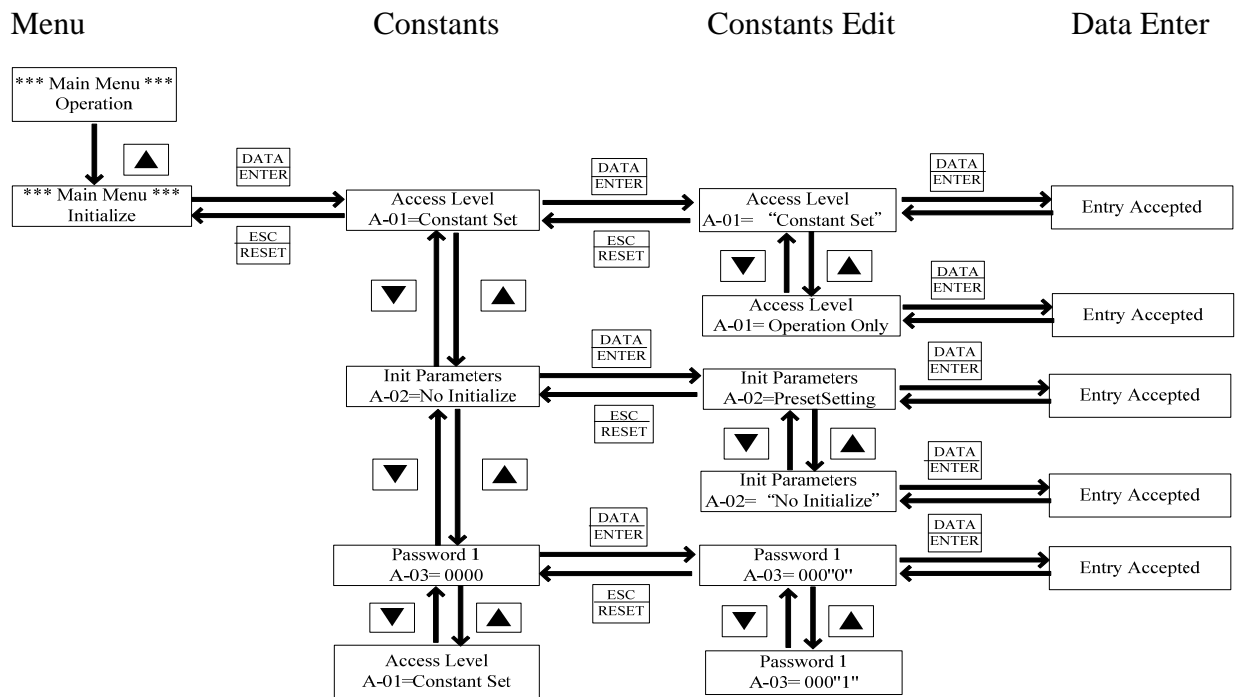 Menu
Constants
Constants Edit
Data Enter
*** Main Menu ***
Operation
DATA
ENTER
DATA
ENTER
DATA
ENTER
*** Main Menu ***
Initialize
Access Level
A-01=Constant Set
Access Level
A-01= “Constant Set”
Entry Accepted
ESC
RESET
ESC
RESET
DATA
ENTER
Access Level
A-01= Operation Only
Entry Accepted
DATA
ENTER
DATA
ENTER
Init Parameters
A-02=No Initialize
Init Parameters
A-02=PresetSetting
Entry Accepted
ESC
RESET
DATA
ENTER
Init Parameters
A-02= “No Initialize”
Entry Accepted
DATA
ENTER
DATA
ENTER
Password 1
A-03= 0000
Password 1
A-03= 000"0"
Entry Accepted
ESC
RESET
Access Level
A-01=Constant Set
Password 1
A-03= 000"1"